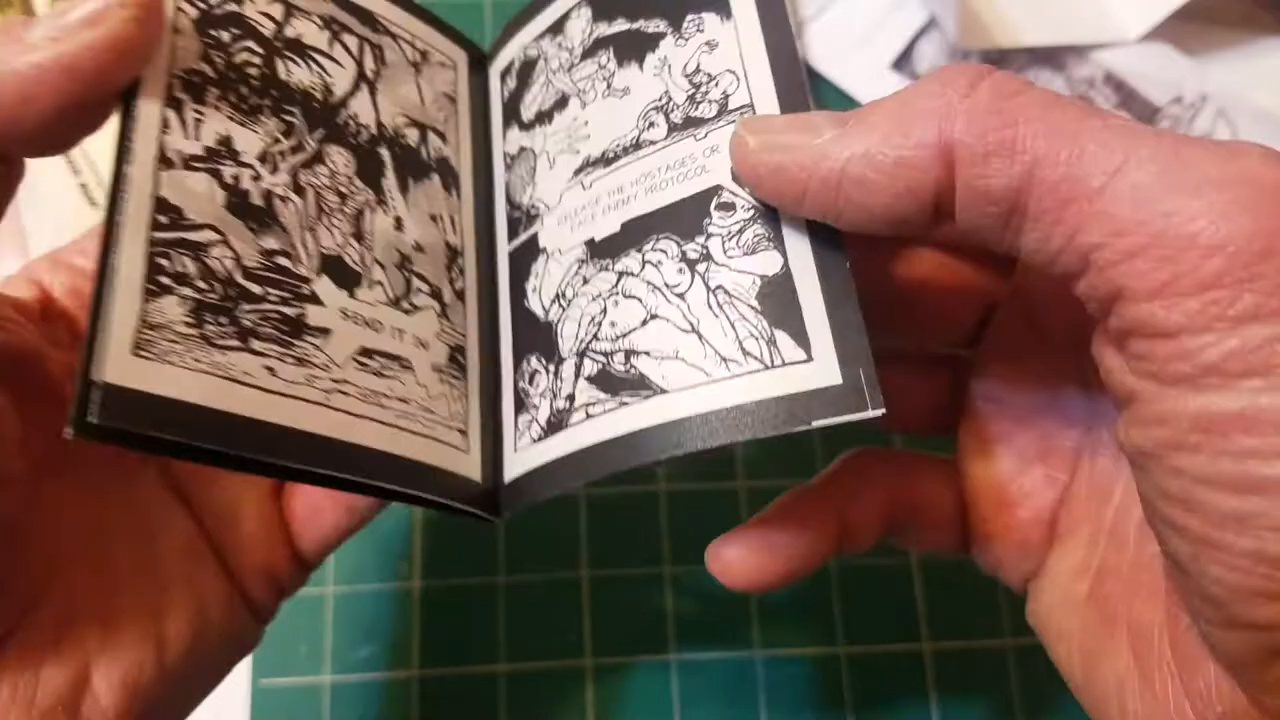 SEND IT IN
RELEASE THE HOSTAGES OR
FACE ENEMY PROTOCOL